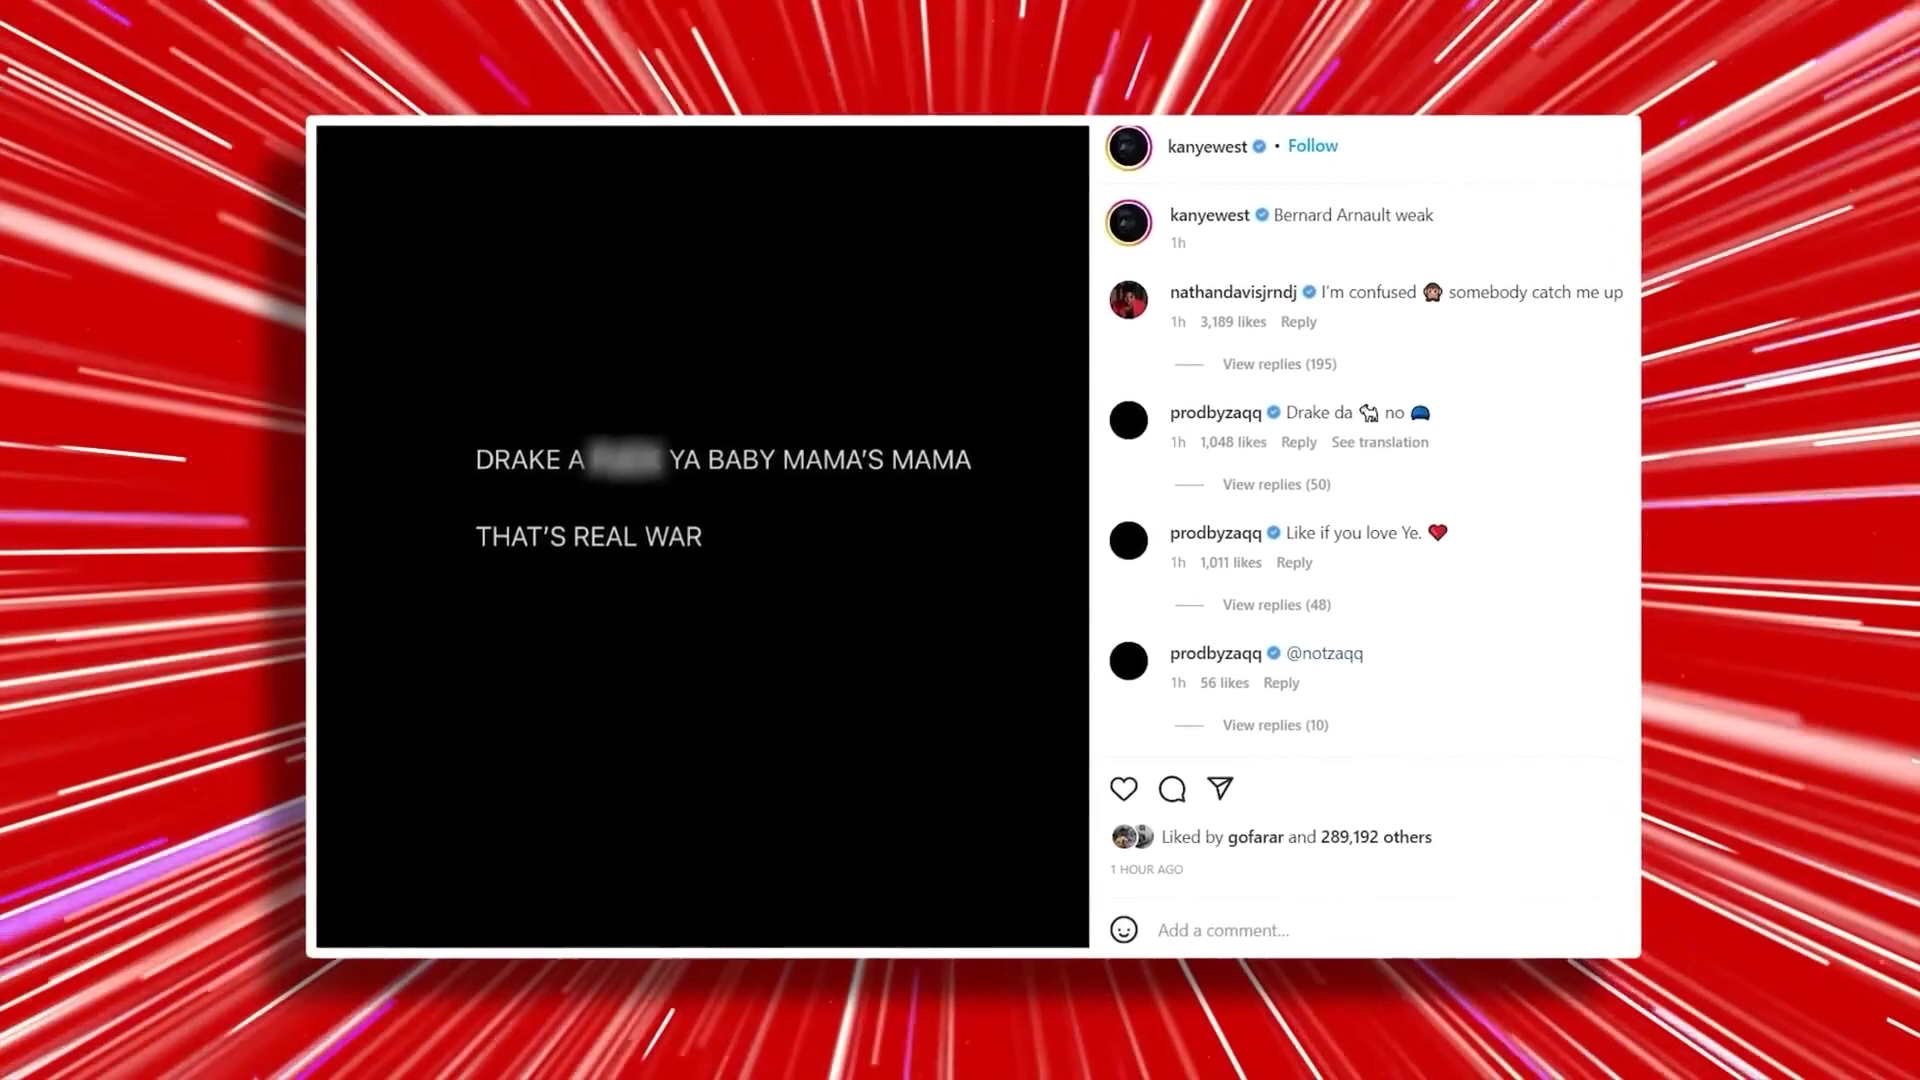 DRAKE A YA BABY MAMA'S MAMA
THAT'S REAL WAR
kanyewest • Follow
kanyewest Bernard Arnault weak
1h
nathandavisjrndj I'm confused 🙊 somebody catch me up
1h 3,189 likes Reply
View replies (195)
prodbyzaqq Drake da 🐐 no 🧢
1h 1,048 likes Reply See translation
View replies (50)
prodbyzaqq Like if you love Ye. ❤️
1h 1,011 likes Reply
View replies (48)
prodbyzaqq @notzaqq
1h 56 likes Reply
View replies (10)
Liked by gofarar and 289,192 others
1 HOUR AGO
Add a comment...